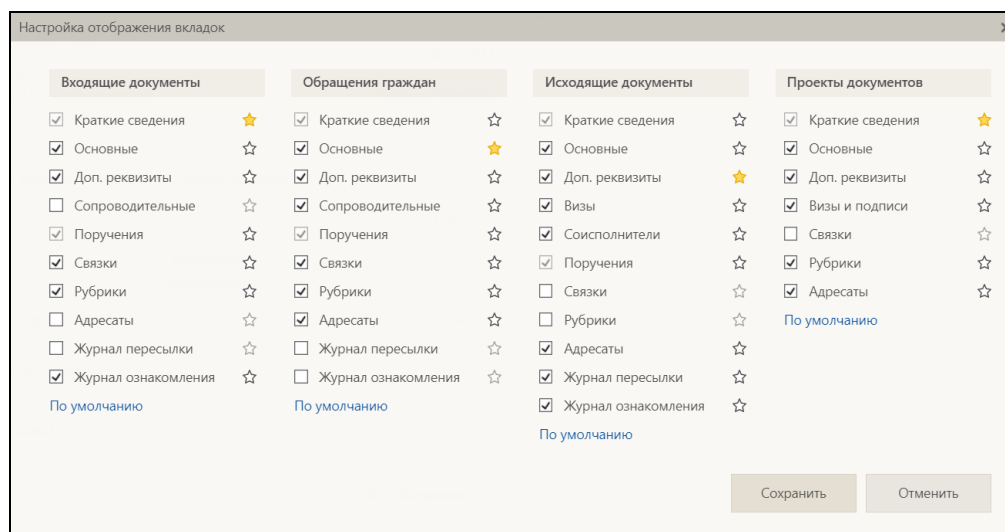 Настройка отображения вкладок
Входящие документы
Краткие сведения
Основные
Доп. реквизиты
Сопроводительные
Поручения
Связки
Рубрики
Адресаты
Журнал пересылки
Журнал ознакомления
По умолчанию
Обращения граждан
Краткие сведения
Основные
Доп. реквизиты
Сопроводительные
Поручения
Связки
Рубрики
Адресаты
Журнал пересылки
Журнал ознакомления
По умолчанию
Исходящие документы
Краткие сведения
Основные
Доп. реквизиты
Визы
Соисполнители
Поручения
Связки
Рубрики
Адресаты
Журнал пересылки
Журнал ознакомления
По умолчанию
Проекты документов
Краткие сведения
Основные
Доп. реквизиты
Визы и подписи
Связки
Рубрики
Адресаты
По умолчанию
Сохранить
Отменить